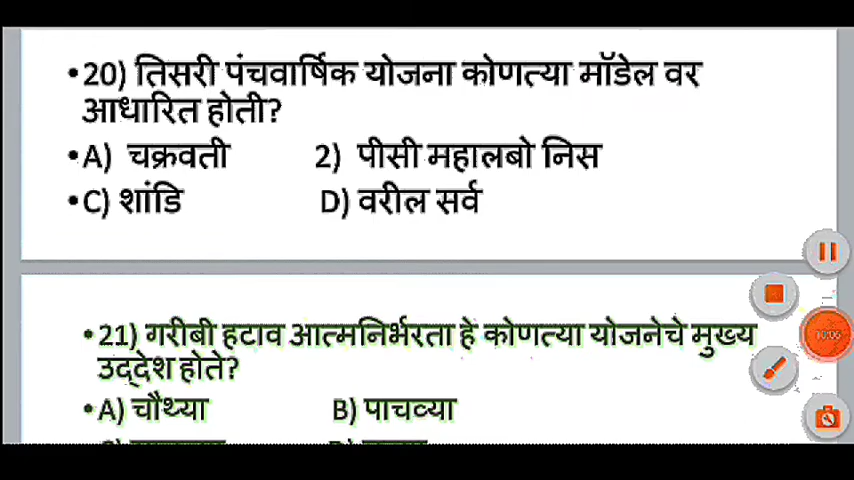 •20) तिसरी पंचवार्षिक योजना कोणत्या मॉडेल वर
आधारित होती?
•A) चक्रवती 2) पीसी महालबो निस
•C) शांडि D) वरील सर्व
•21) गरीबी हटाव आत्मनिर्भरता हे कोणत्या योजनेचे मुख्य
उद्देश होते?
•A) चौथ्या B) पाचव्या